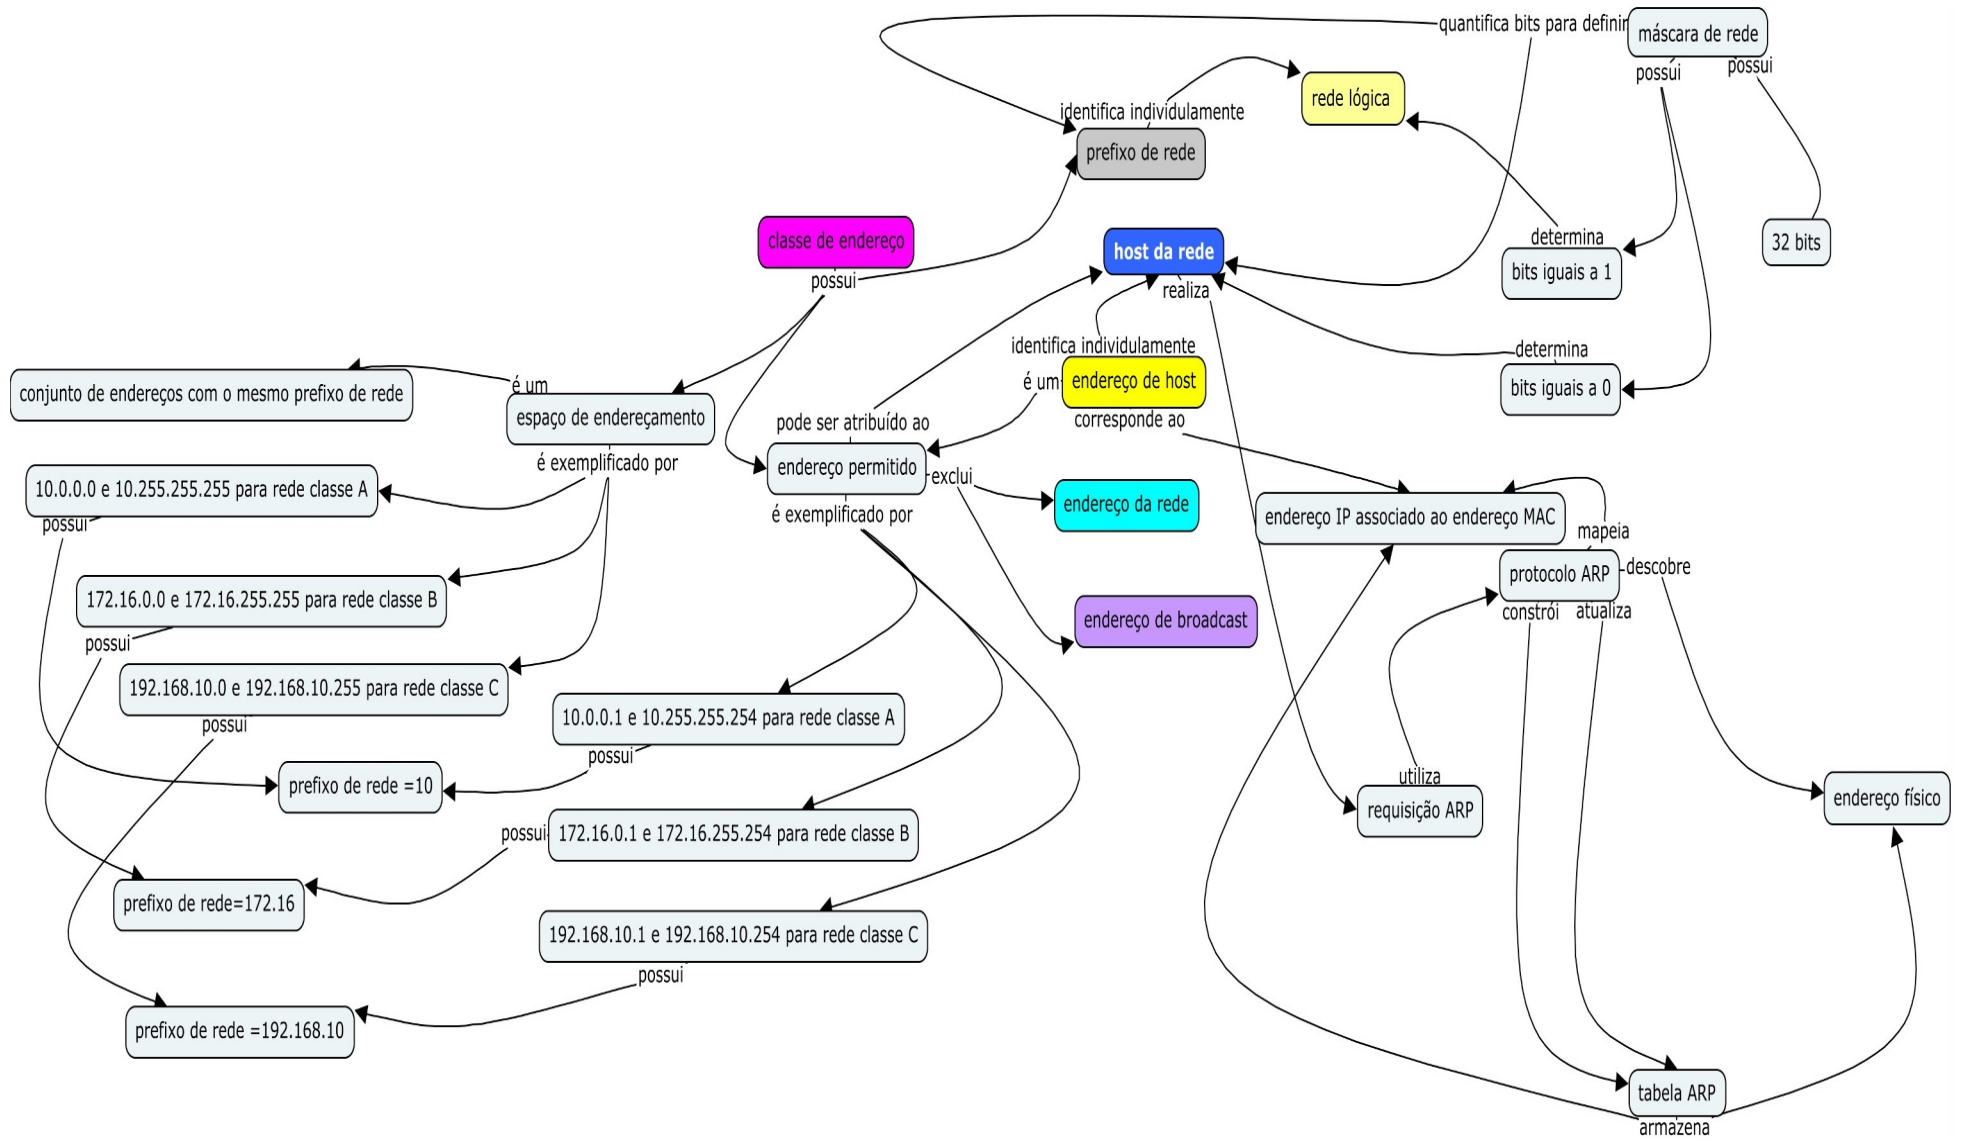 quantifica bits para definir
máscara de rede
possui
possui
rede lógica
identifica individulamente
prefixo de rede
classe de endereço
possui
host da rede
realiza
determina
bits iguais a 1
32 bits
determina
bits iguais a 0
identifica individulamente
é um
endereço de host
corresponde ao
conjunto de endereços com o mesmo prefixo de rede
é um
espaço de endereçamento
é exemplificado por
pode ser atribuído ao
endereço permitido
exclui
é exemplificado por
endereço da rede
endereço de broadcast
10.0.0.0 e 10.255.255.255 para rede classe A
possui
172.16.0.0 e 172.16.255.255 para rede classe B
possui
192.168.10.0 e 192.168.10.255 para rede classe C
possui
endereço IP associado ao endereço MAC
mapeia
protocolo ARP
descobre
constrói
atualiza
10.0.0.1 e 10.255.255.254 para rede classe A
possui
prefixo de rede =10
utiliza
requisição ARP
endereço físico
possui
172.16.0.1 e 172.16.255.254 para rede classe B
prefixo de rede=172.16
192.168.10.1 e 192.168.10.254 para rede classe C
possui
prefixo de rede =192.168.10
tabela ARP
armazena